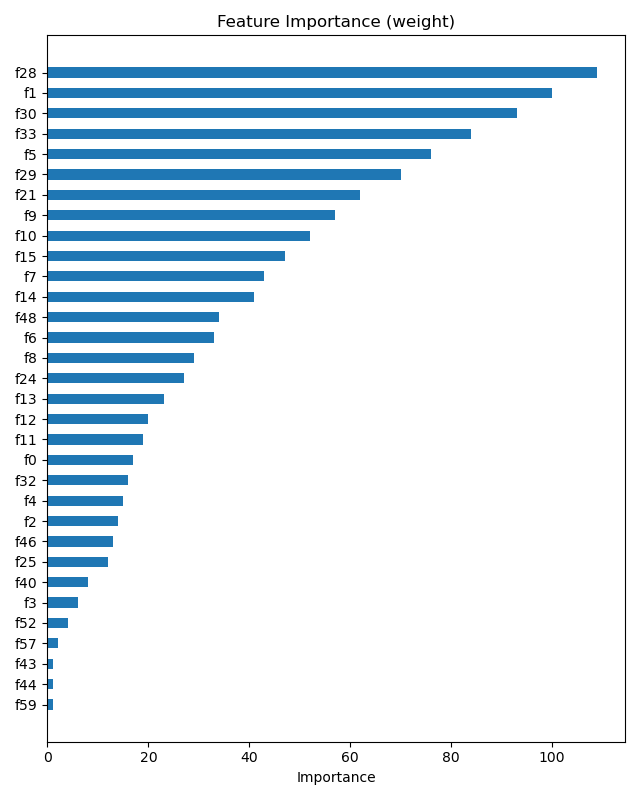 Feature Importance (weight)
f28
f1
f30
f33
f5
f29
f21
f9
f10
f15
f7
f14
f48
f6
f8
f24
f13
f12
f11
f0
f32
f4
f2
f46
f25
f40
f3
f52
f57
f43
f44
f59
0 20 40 60 80 100
Importance